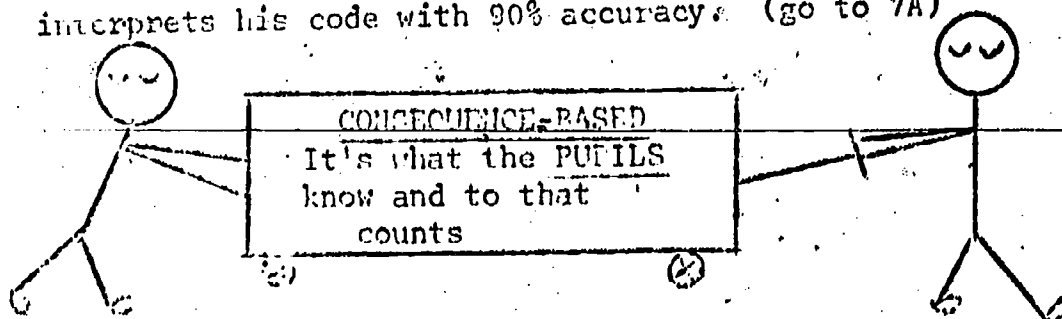 interprets his code with 90% accuracy. (go to 7A)
CONSEQUENCE-BASED
It's what the PUPILS
know and to that
counts